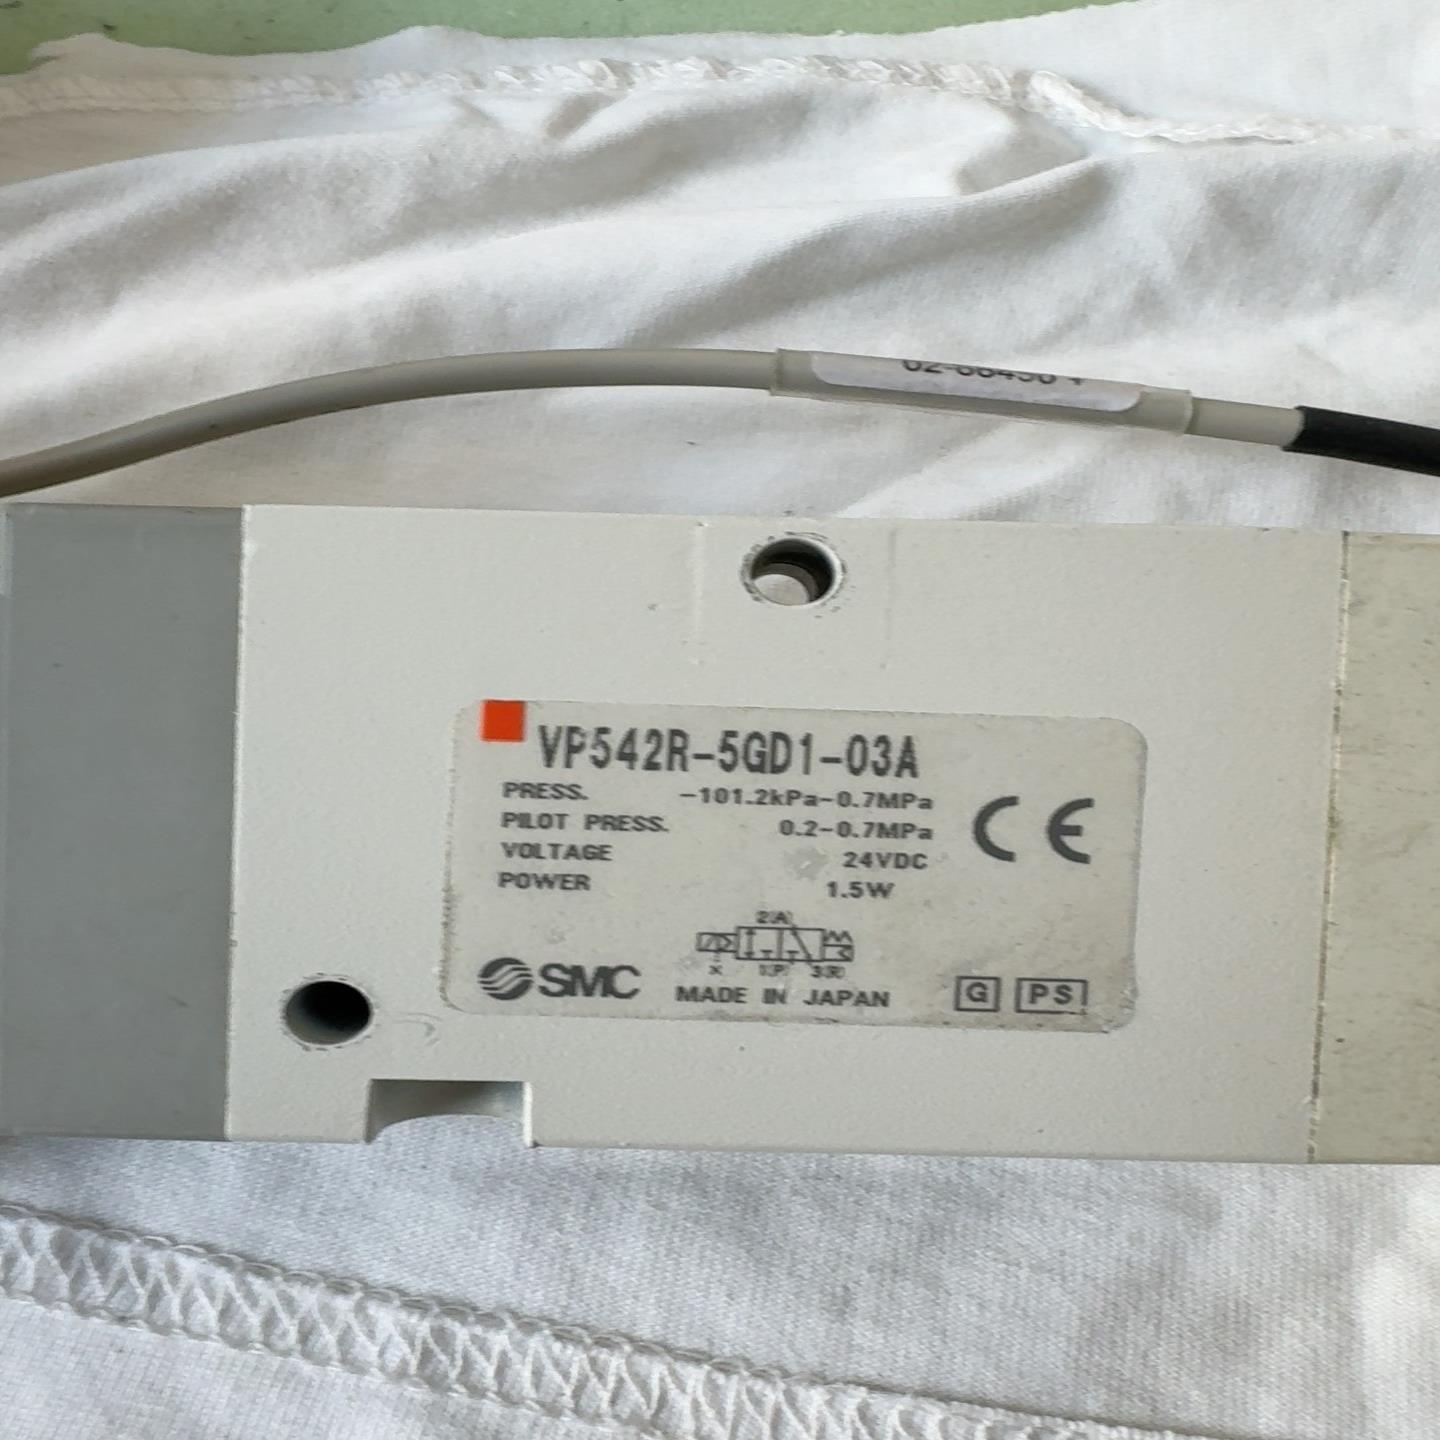 VP542R-5GD1-03A
PRESS. -101.2kPa~0.7MPa
PILOT PRESS. 0.2~0.7MPa
VOLTAGE 24VDC
POWER 1.5W
CE
2(A)
X 1(P) 3(R)
SMC MADE IN JAPAN G PS